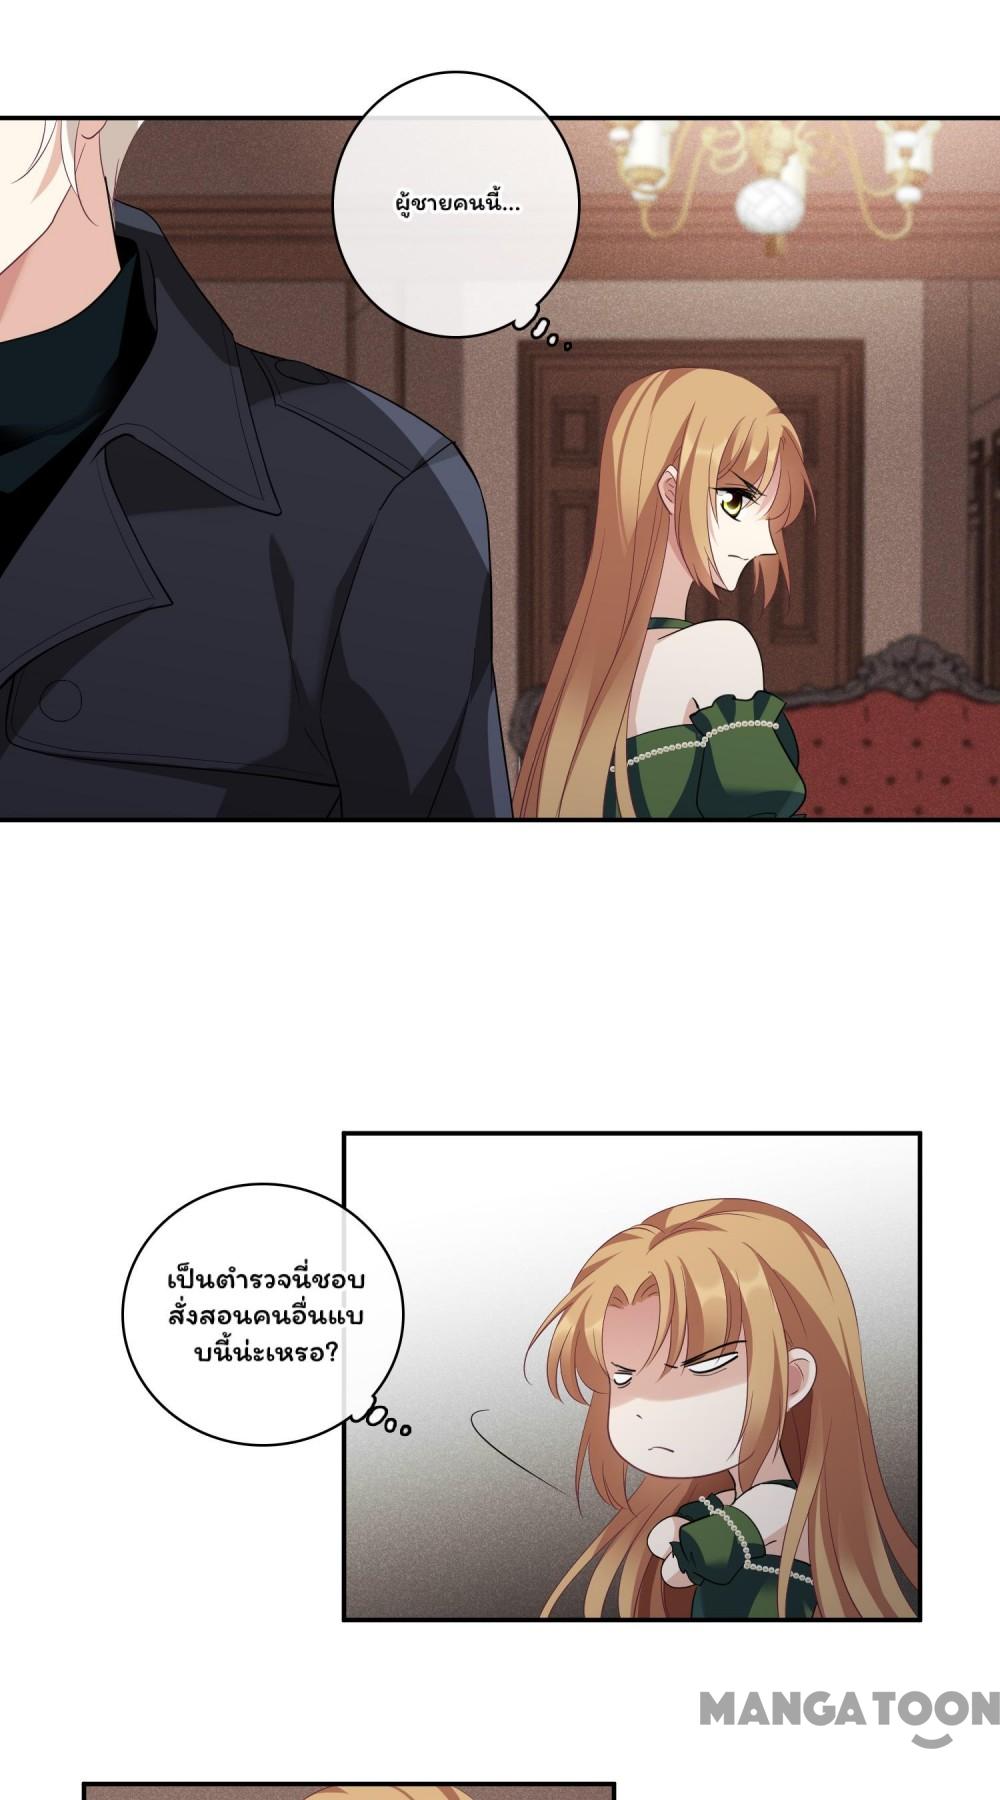 ผู้ชายคนนี้...
เป็นตำรวจนี่ชอบ
สั่งสอนคนอื่นแบ
บนี้น่ะเหรอ?
MANGATOON